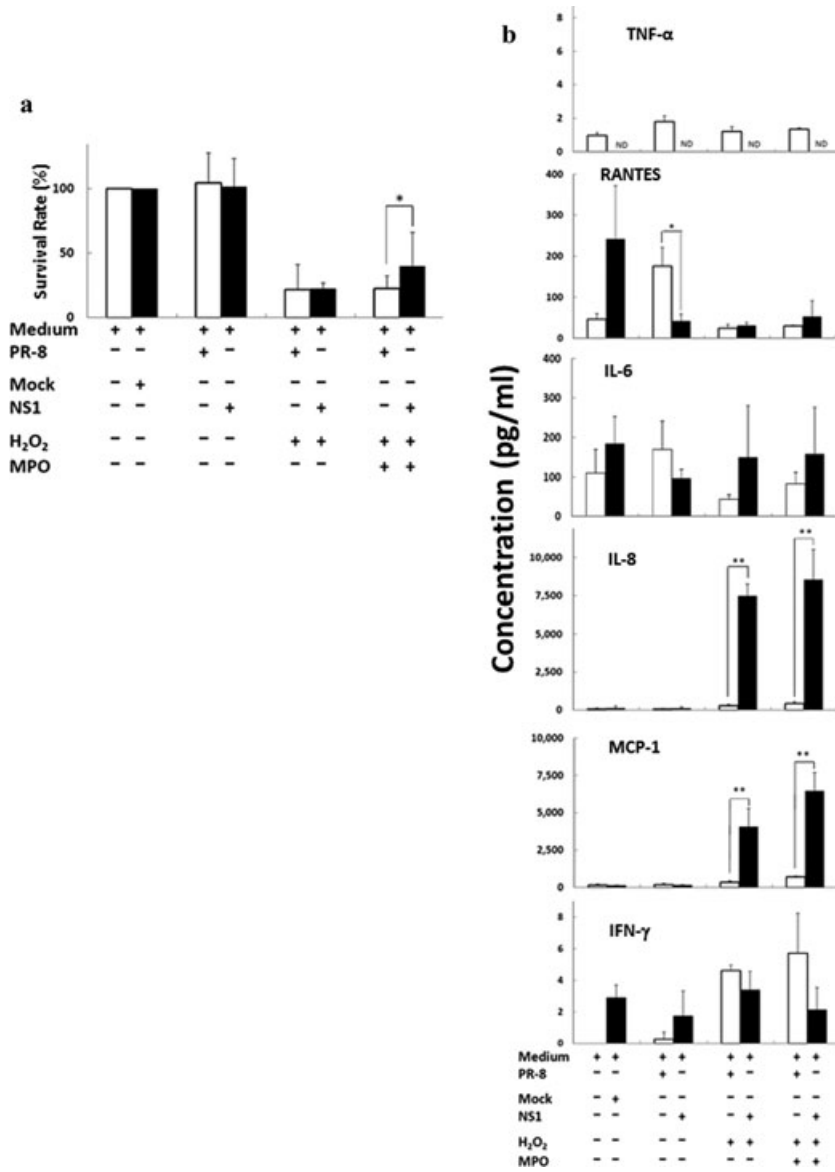 a
Survival Rate (%)
100
50
0
Medium + + + + + + + +
PR-8 − − + − + − + −
Mock − + − − − − − −
NS1 − − − + − + − +
H₂O₂ − − − − + + + +
MPO − − − − − − + +
*
b
Concentration (pg/ml)
TNF-α
8
6
4
2
0
ND ND ND ND
RANTES
400
300
200
100
0
*
IL-6
400
300
200
100
0
IL-8
10,000
7,500
5,000
2,500
0
** **
MCP-1
10,000
7,500
5,000
2,500
0
** **
IFN-γ
8
6
4
2
0
Medium + + + + + + + +
PR-8 − − + − + − + −
Mock − + − − − − − −
NS1 − − − + − + − +
H₂O₂ − − − − + + + +
MPO − − − − − − + +